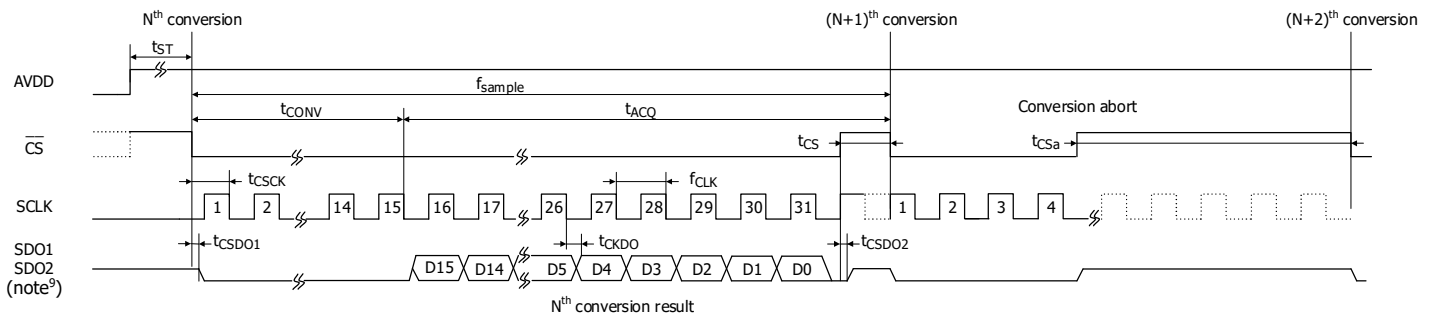 Nth conversion
(N+1)th conversion
(N+2)th conversion
tST
AVDD
fsample
tCONV
tACQ
Conversion abort
CS
tCS
tCSa
tCSCK
fCLK
SCLK
1 2 14 15 16 17 26 27 28 29 30 31 1 2 3 4
SDO1
SDO2
(note9)
tCSDO1
tCKDO
tCSDO2
D15 D14 D5 D4 D3 D2 D1 D0
Nth conversion result